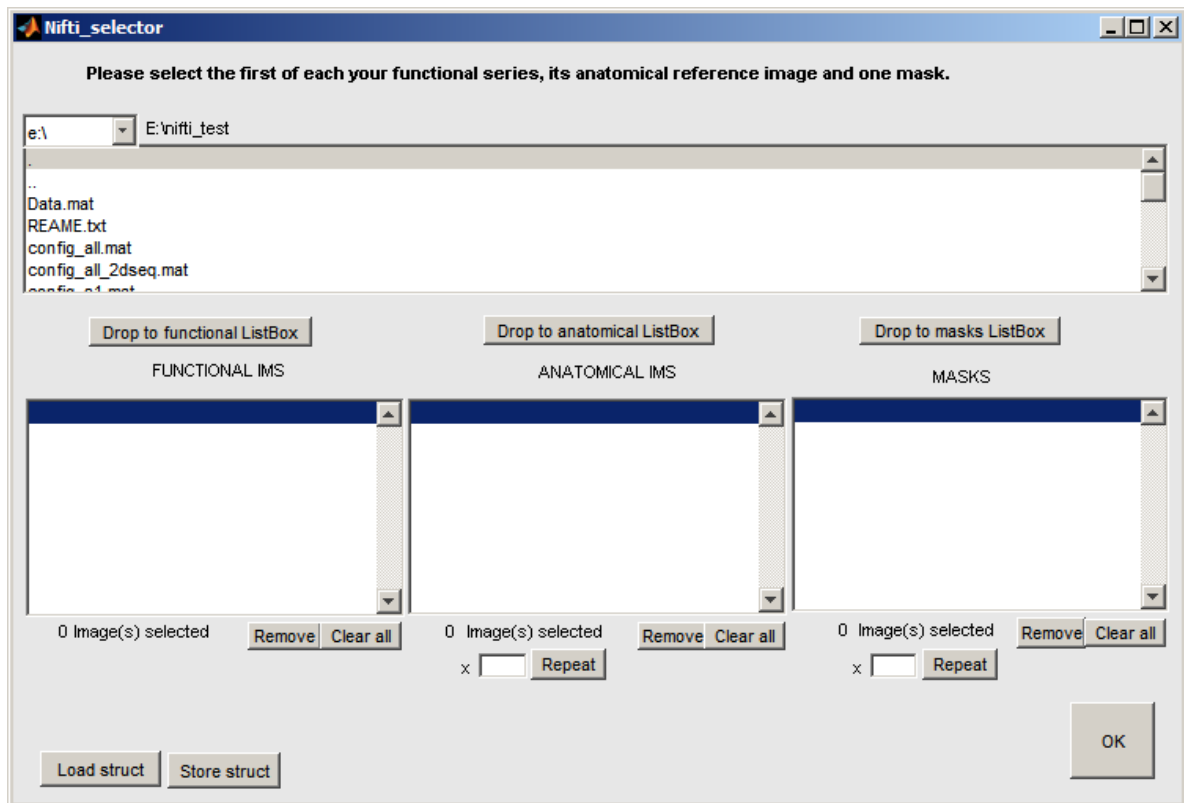 Nifti_selector
Please select the first of each your functional series, its anatomical reference image and one mask.
e:\ E:\nifti_test
.
..
Data.mat
REAME.txt
config_all.mat
config_all_2dseq.mat
config_a1.mat
Drop to functional ListBox Drop to anatomical ListBox Drop to masks ListBox
FUNCTIONAL IMS ANATOMICAL IMS MASKS
0 Image(s) selected Remove Clear all 0 Image(s) selected Remove Clear all 0 Image(s) selected Remove Clear all
x Repeat x Repeat
OK
Load struct Store struct